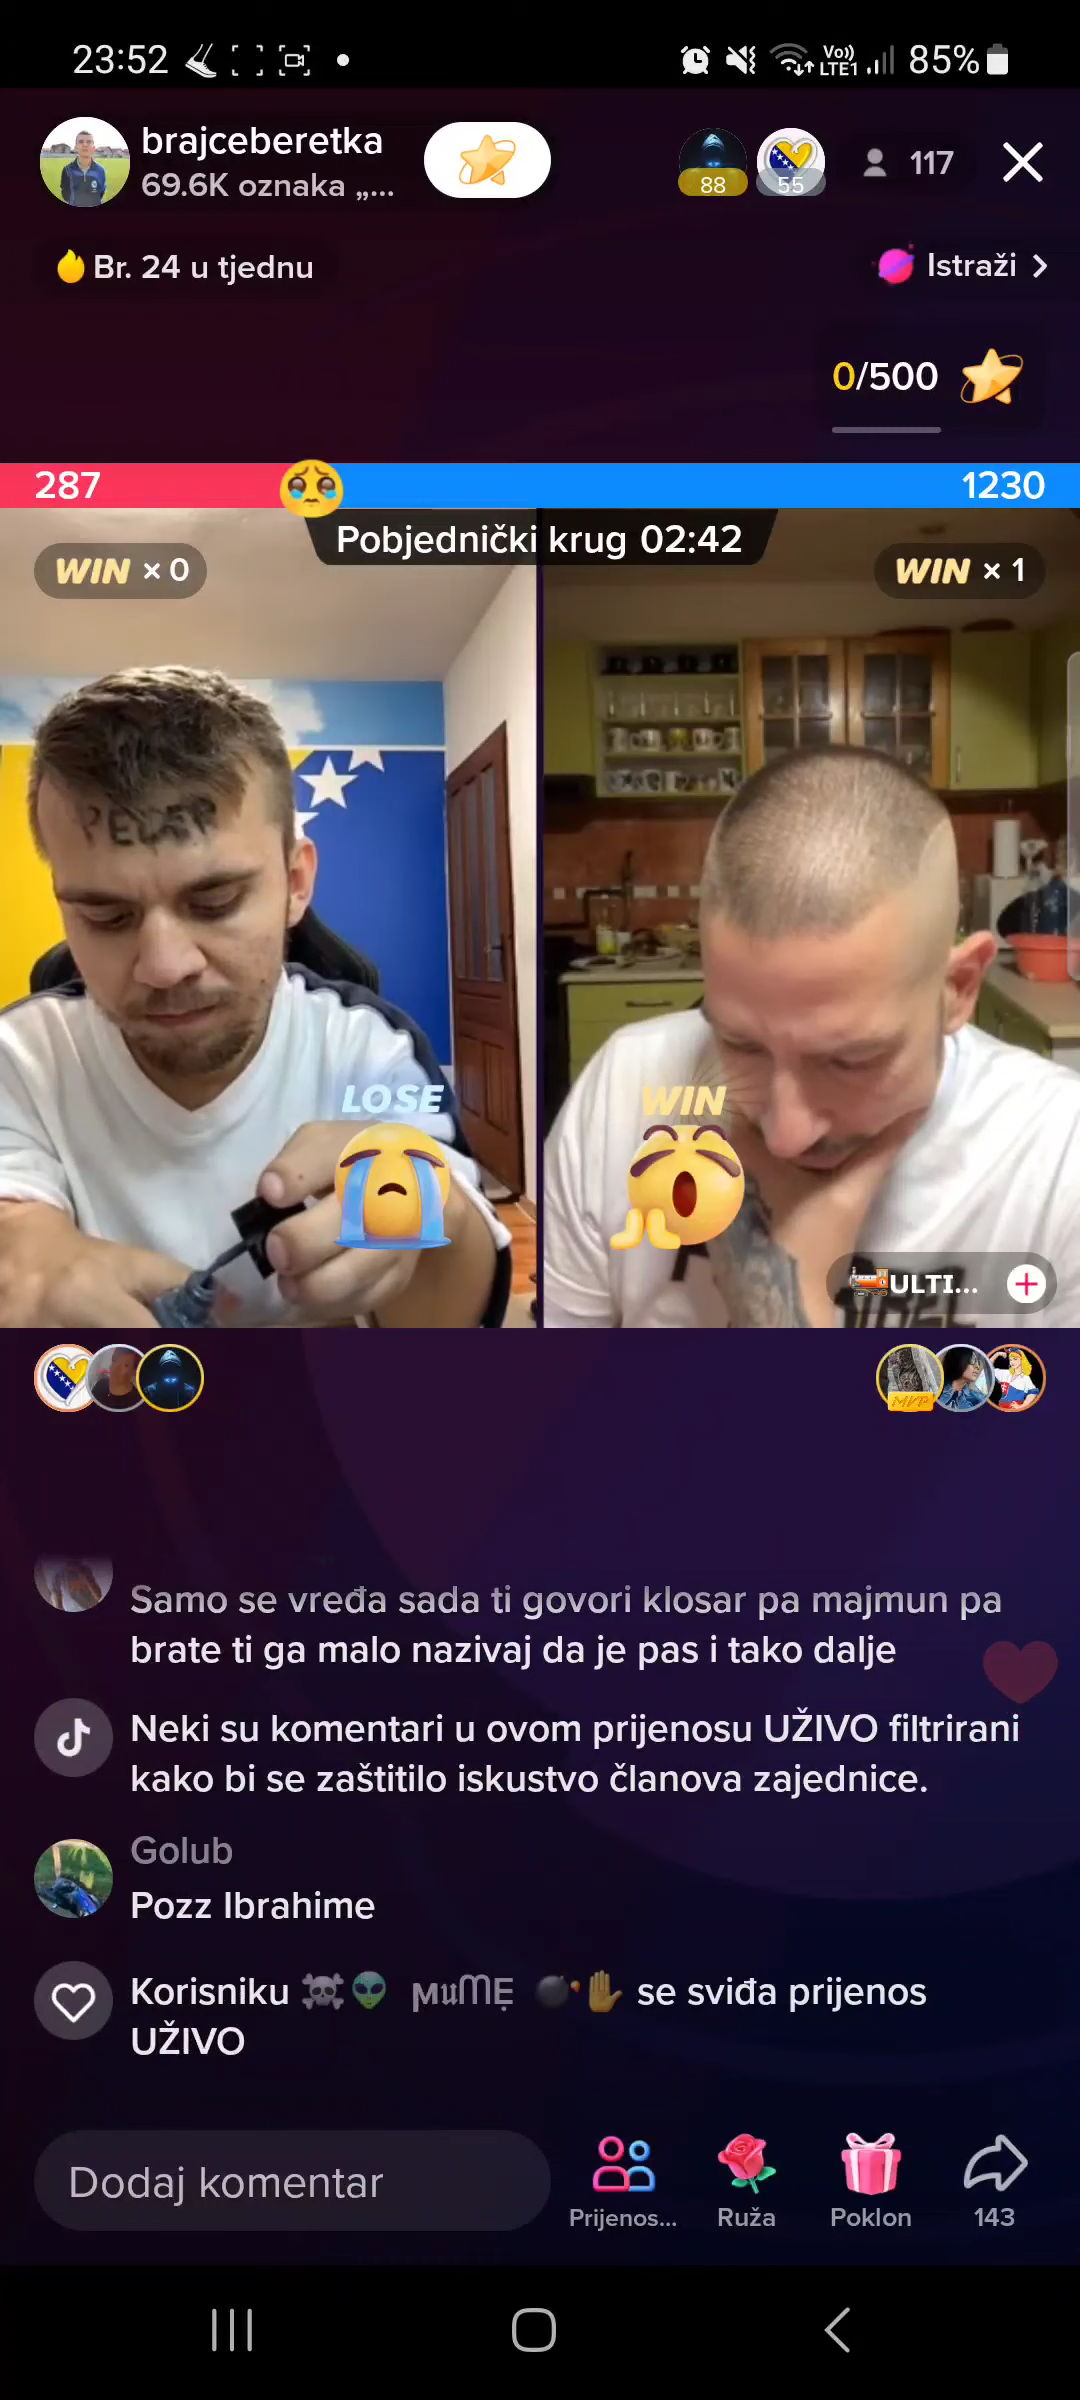 23:52
Vo))
LTE1
85%
brajceberetka
69.6K oznaka „...
88
55
117
Br. 24 u tjednu
Istraži
0/500
287
1230
Pobjednički krug 02:42
WIN × 0
WIN × 1
LOSE
WIN
ULTI...
MVP
Samo se vređa sada ti govori klosar pa majmun pa
brate ti ga malo nazivaj da je pas i tako dalje
Neki su komentari u ovom prijenosu UŽIVO filtrirani
kako bi se zaštitilo iskustvo članova zajednice.
Golub
Pozz Ibrahime
Korisniku ☠️👽 se sviđa prijenos
UŽIVO
Dodaj komentar
Prijenos...
Ruža
Poklon
143